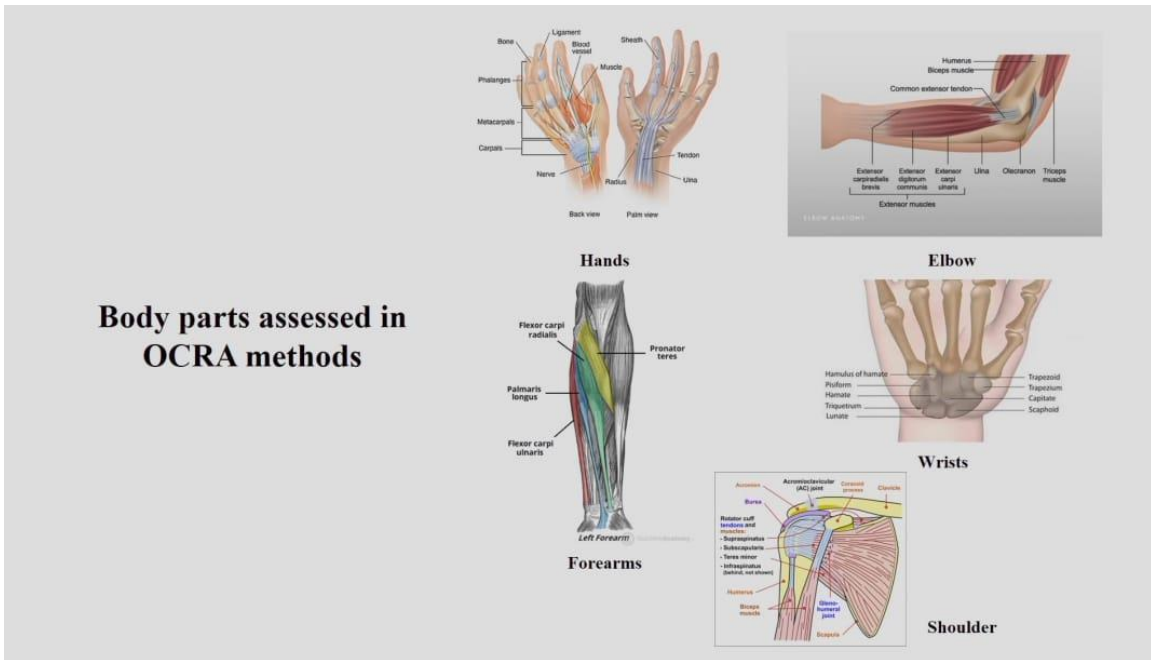 Body parts assessed in
OCRA methods
Ligament
Bone
Blood
vessel
Muscle
Phalanges
Metacarpals
Carpals
Nerve
Back view
Sheath
Tendon
Radius
Ulna
Palm view
Hands
Humerus
Biceps muscle
Common extensor tendon
Extensor
carpiradialis
brevis
Extensor
digitorum
communis
Extensor
carpi
ulnaris
Ulna
Olecranon
Triceps
muscle
Extensor muscles
ELBOW ANATOMY
Elbow
Flexor carpi
radialis
Pronator
teres
Palmaris
longus
Flexor carpi
ulnaris
Left Forearm
Forearms
Hamulus of hamate
Pisiform
Hamate
Triquetrum
Lunate
Trapezoid
Trapezium
Capitate
Scaphoid
Wrists
Acromion
Acromioclavicular
(AC) joint
Coracoid
process
Clavicle
Bursa
Rotator cuff
tendons and
muscles:
- Supraspinatus
- Subscapularis
- Teres minor
- Infraspinatus
(behind, not shown)
Humerus
Biceps
muscle
Gleno-
humeral
joint
Scapula
Shoulder